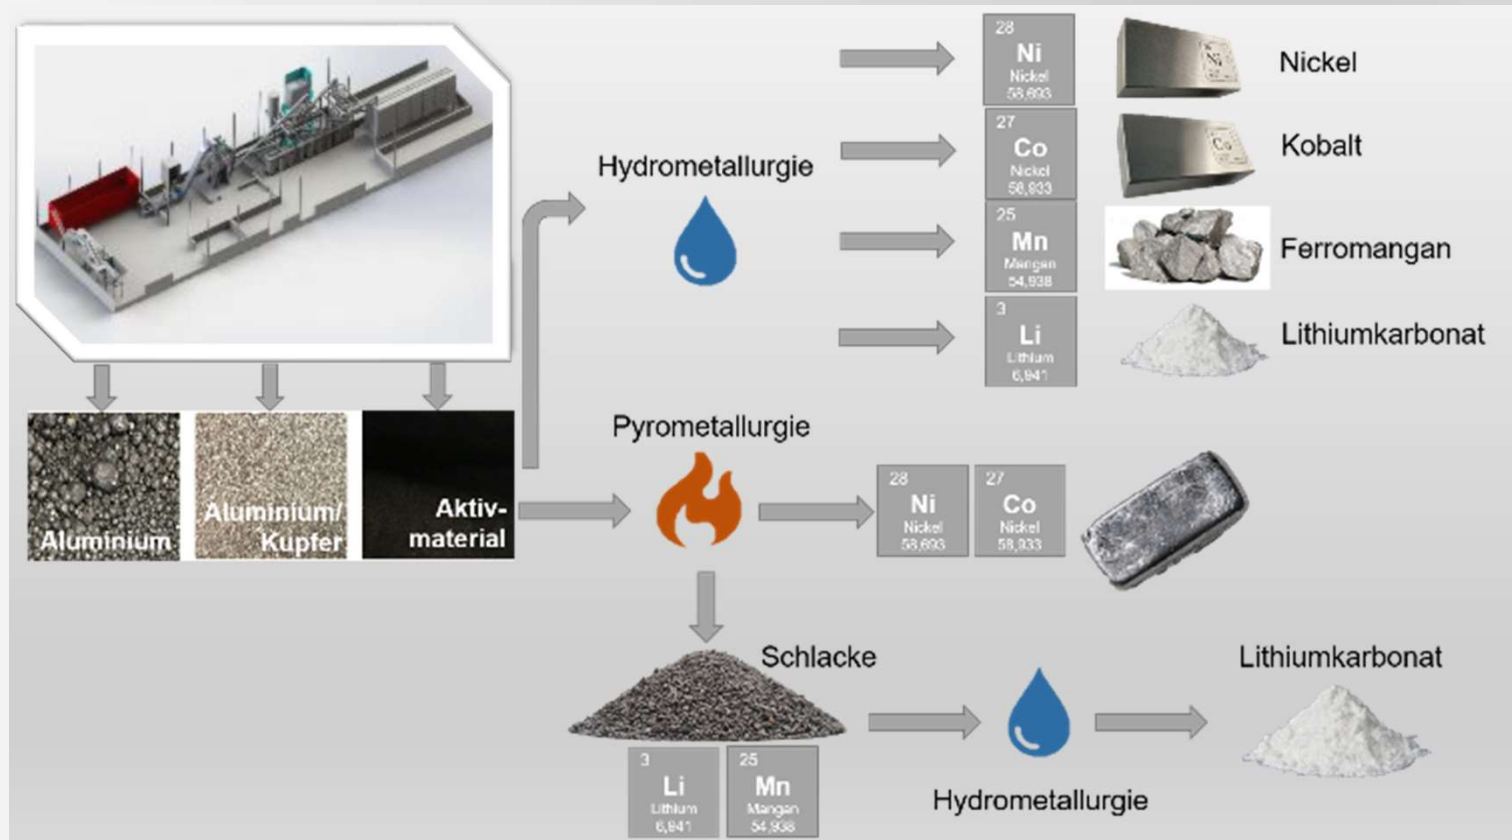 28
Ni
Nickel
58,693
Nickel
27
Co
Nickel
58,933
Kobalt
Hydrometallurgie
25
Mn
Mangan
54,938
Ferromangan
3
Li
Lithium
6,941
Lithiumkarbonat
Aluminium
Aluminium/
Kupfer
Aktiv-
material
Pyrometallurgie
28
Ni
Nickel
58,693
27
Co
Nickel
58,933
Schlacke
3
Li
Lithium
6,941
25
Mn
Mangan
54,938
Hydrometallurgie
Lithiumkarbonat